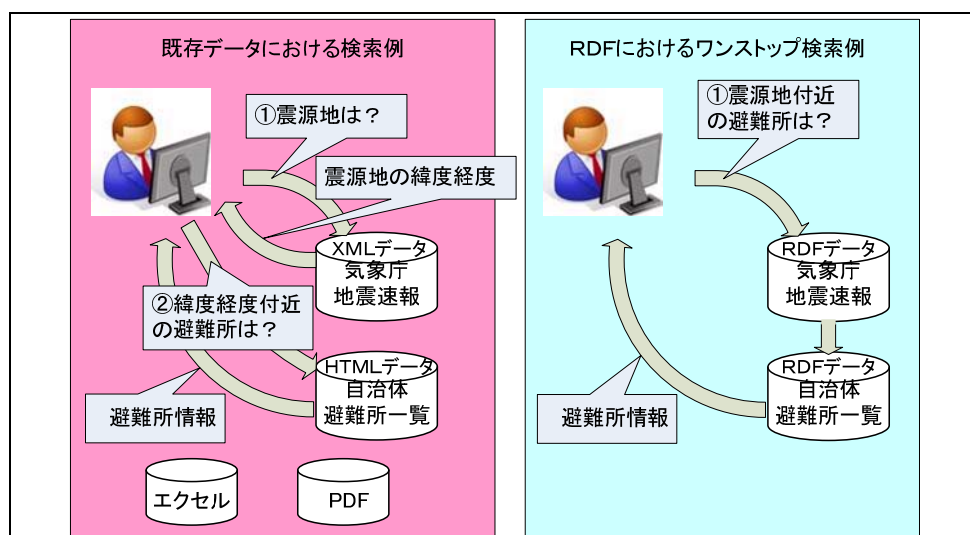 既存データにおける検索例
①震源地は？
震源地の緯度経度
XMLデータ
気象庁
地震速報
②緯度経度付近
の避難所は？
HTMLデータ
自治体
避難所一覧
避難所情報
エクセル
PDF
RDFにおけるワンストップ検索例
①震源地付近
の避難所は？
RDFデータ
気象庁
地震速報
RDFデータ
自治体
避難所一覧
避難所情報